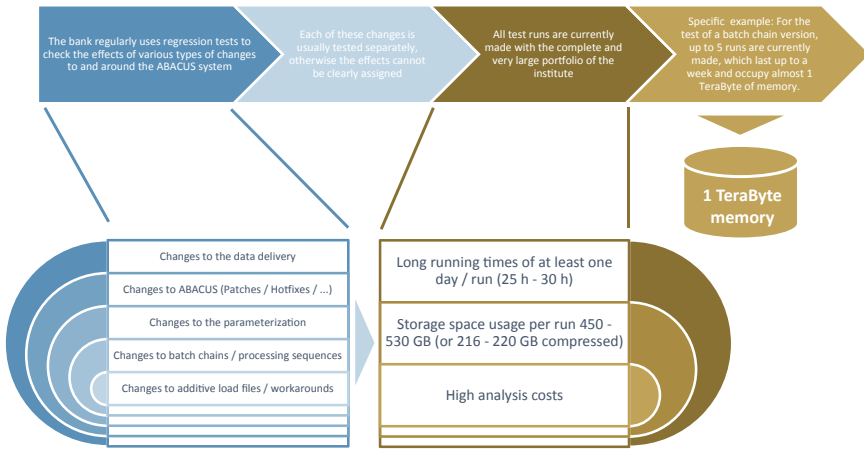 The bank regularly uses regression tests to
check the effects of various types of changes
to and around the ABACUS system
Each of these changes is
usually tested separately,
otherwise the effects cannot
be clearly assigned
All test runs are currently
made with the complete and
very large portfolio of the
institute
Specific example: For the
test of a batch chain version,
up to 5 runs are currently
made, which last up to a
week and occupy almost 1
TeraByte of memory.
1 TeraByte
memory
Changes to the data delivery
Changes to ABACUS (Patches / Hotfixes / ...)
Changes to the parameterization
Changes to batch chains / processing sequences
Changes to additive load files / workarounds
Long running times of at least one
day / run (25 h - 30 h)
Storage space usage per run 450 -
530 GB (or 216 - 220 GB compressed)
High analysis costs